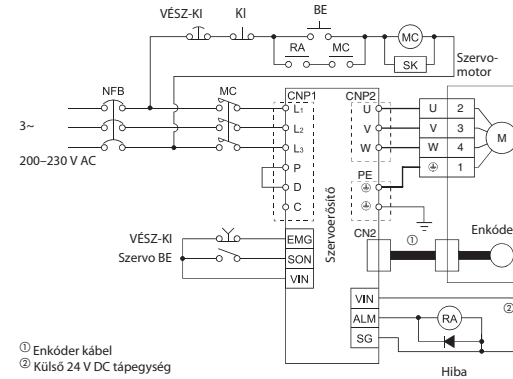 VÉSZ-KI KI BE
RA MC
MC
SK
Szervo-
motor
NFB MC CNP1 CNP2
3~
200–230 V AC
L1 U U 2
L2 V V 3 M
L3 W W 4
1
P PE
D
C
Szervoerősítő
CN2 Enkóde
①
VÉSZ-KI EMG
Szervo BE SON
VIN
VIN
②
ALM RA
SG
Hiba
① Enkóder kábel
② Külső 24 V DC tápegység